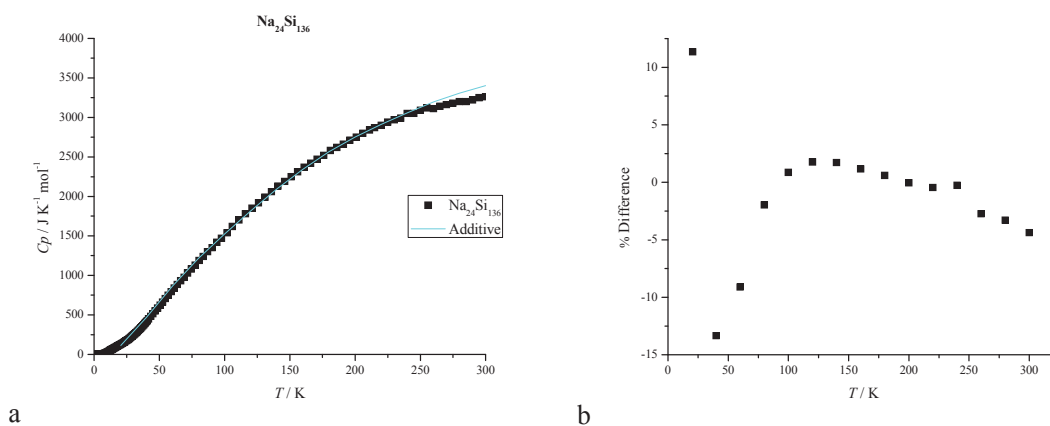 Na24Si136
4000
3500
3000
2500
2000
1500
1000
500
0
Cp / J K-1 mol-1
0 50 100 150 200 250 300
T / K
Na24Si136
Additive
a
10
5
0
-5
-10
-15
% Difference
0 50 100 150 200 250 300
T / K
b